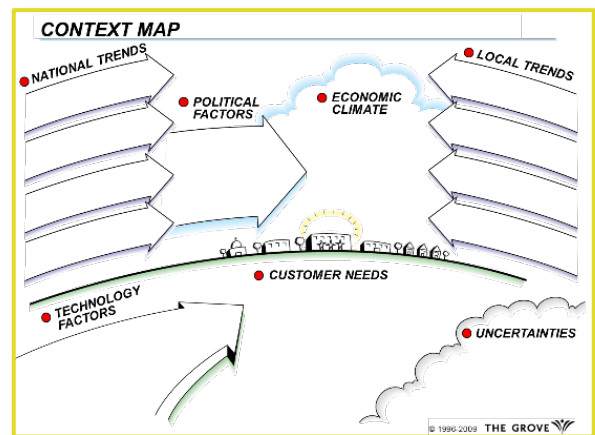 CONTEXT MAP
NATIONAL TRENDS
LOCAL TRENDS
POLITICAL
FACTORS
ECONOMIC
CLIMATE
CUSTOMER NEEDS
TECHNOLOGY
FACTORS
UNCERTAINTIES
© 1996-2009 THE GROVE